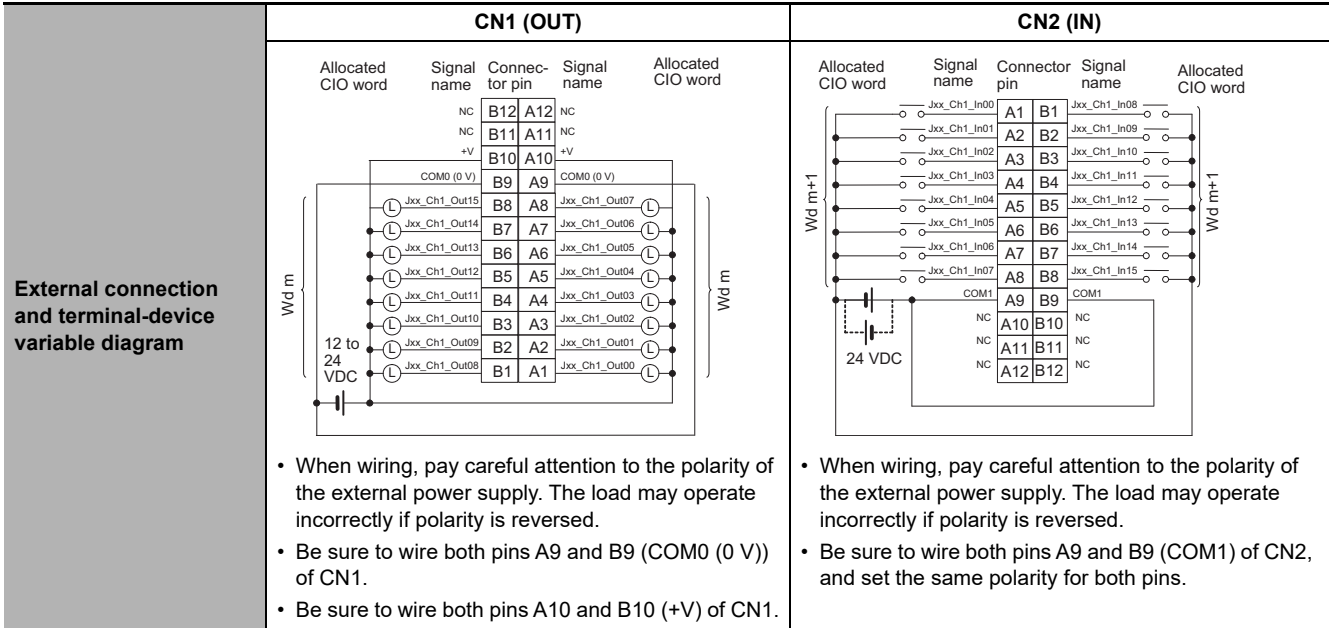 CN1 (OUT)
CN2 (IN)
External connection
and terminal-device
variable diagram
Allocated
CIO word
Signal
name
Connec-
tor pin
Signal
name
Allocated
CIO word
NC B12 A12 NC
NC B11 A11 NC
+V B10 A10 +V
COM0 (0 V) B9 A9 COM0 (0 V)
L Jxx_Ch1_Out15 B8 A8 Jxx_Ch1_Out07 L
L Jxx_Ch1_Out14 B7 A7 Jxx_Ch1_Out06 L
L Jxx_Ch1_Out13 B6 A6 Jxx_Ch1_Out05 L
L Jxx_Ch1_Out12 B5 A5 Jxx_Ch1_Out04 L
L Jxx_Ch1_Out11 B4 A4 Jxx_Ch1_Out03 L
L Jxx_Ch1_Out10 B3 A3 Jxx_Ch1_Out02 L
L Jxx_Ch1_Out09 B2 A2 Jxx_Ch1_Out01 L
L Jxx_Ch1_Out08 B1 A1 Jxx_Ch1_Out00 L
Wd m
Wd m
12 to
24
VDC
• When wiring, pay careful attention to the polarity of
the external power supply. The load may operate
incorrectly if polarity is reversed.
• Be sure to wire both pins A9 and B9 (COM0 (0 V))
of CN1.
• Be sure to wire both pins A10 and B10 (+V) of CN1.
Allocated
CIO word
Signal
name
Connector
pin
Signal
name
Allocated
CIO word
Jxx_Ch1_In00 A1 B1 Jxx_Ch1_In08
Jxx_Ch1_In01 A2 B2 Jxx_Ch1_In09
Jxx_Ch1_In02 A3 B3 Jxx_Ch1_In10
Jxx_Ch1_In03 A4 B4 Jxx_Ch1_In11
Jxx_Ch1_In04 A5 B5 Jxx_Ch1_In12
Jxx_Ch1_In05 A6 B6 Jxx_Ch1_In13
Jxx_Ch1_In06 A7 B7 Jxx_Ch1_In14
Jxx_Ch1_In07 A8 B8 Jxx_Ch1_In15
COM1 A9 B9 COM1
NC A10 B10 NC
NC A11 B11 NC
NC A12 B12 NC
Wd m+1
Wd m+1
24 VDC
• When wiring, pay careful attention to the polarity of
the external power supply. The load may operate
incorrectly if polarity is reversed.
• Be sure to wire both pins A9 and B9 (COM1) of CN2,
and set the same polarity for both pins.